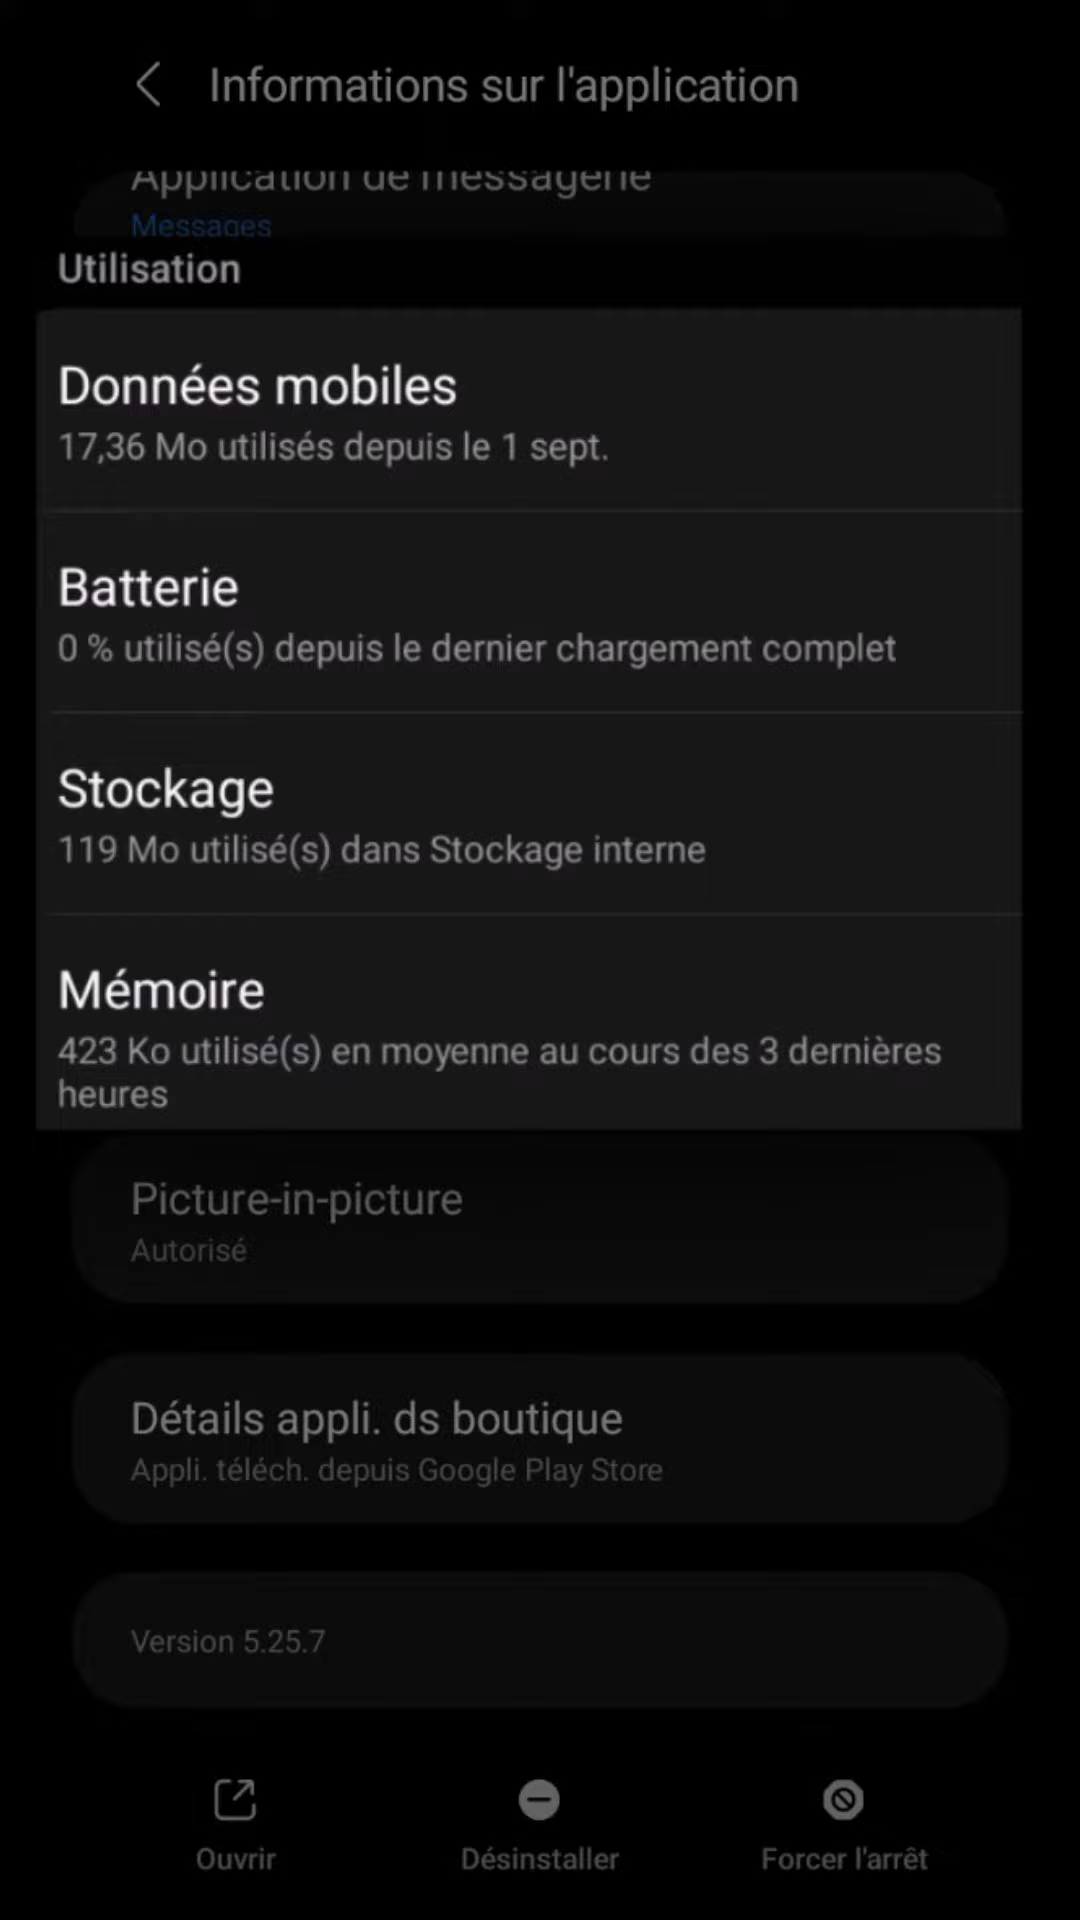 Informations sur l'application
Application de messagerie
Messages
Utilisation
Données mobiles
17,36 Mo utilisés depuis le 1 sept.
Batterie
0 % utilisé(s) depuis le dernier chargement complet
Stockage
119 Mo utilisé(s) dans Stockage interne
Mémoire
423 Ko utilisé(s) en moyenne au cours des 3 dernières
heures
Picture-in-picture
Autorisé
Détails appli. ds boutique
Appli. téléch. depuis Google Play Store
Version 5.25.7
Ouvrir
Désinstaller
Forcer l'arrêt